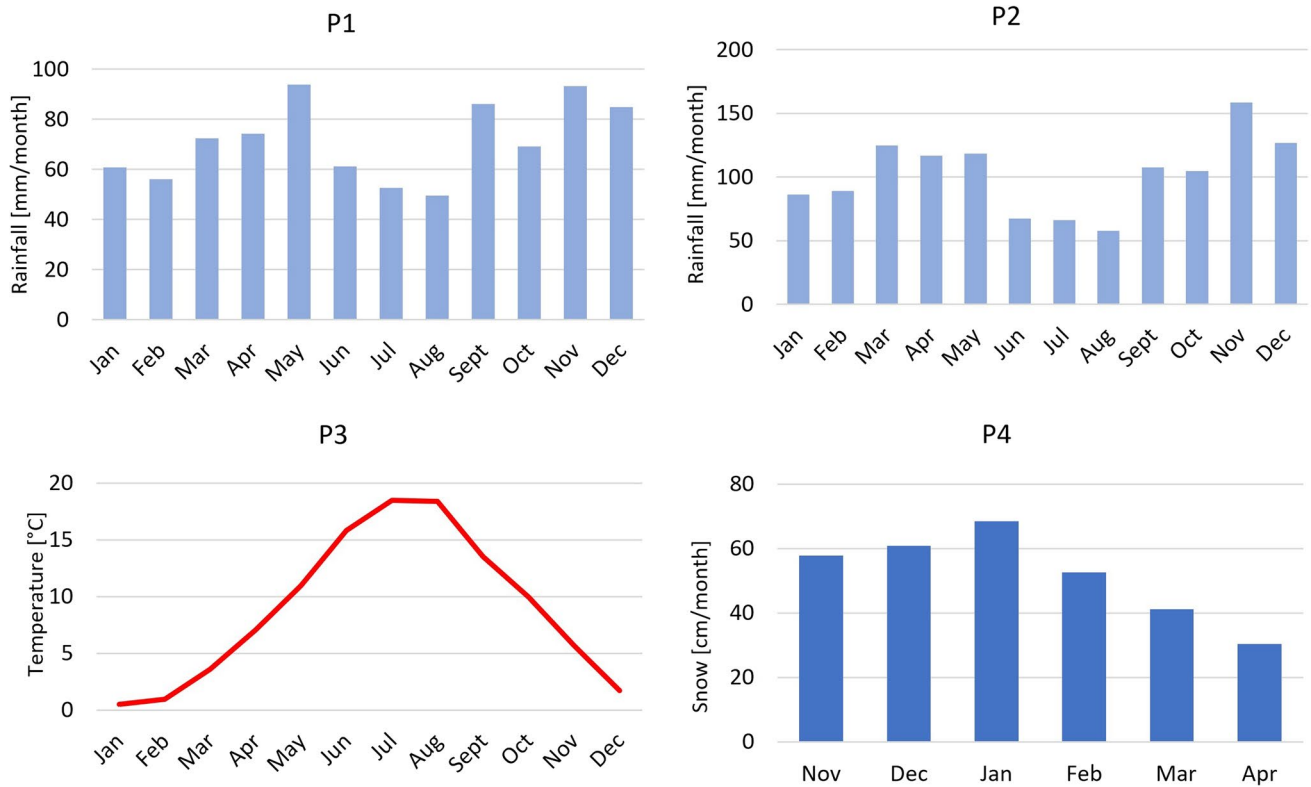 P1
Rainfall [mm/month]
100
80
60
40
20
0
Jan Feb Mar Apr May Jun Jul Aug Sept Oct Nov Dec
P2
Rainfall [mm/month]
200
150
100
50
0
Jan Feb Mar Apr May Jun Jul Aug Sept Oct Nov Dec
P3
Temperature [°C]
20
15
10
5
0
Jan Feb Mar Apr May Jun Jul Aug Sept Oct Nov Dec
P4
Snow [cm/month]
80
60
40
20
0
Nov Dec Jan Feb Mar Apr